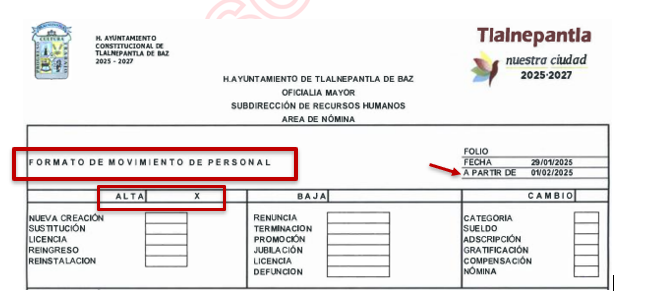 H. AYUNTAMIENTO
CONSTITUCIONAL DE
TLALNEPANTLA DE BAZ
2025 - 2027
Tlalnepantla
nuestra ciudad
2025·2027
H.AYUNTAMIENTO DE TLALNEPANTLA DE BAZ
OFICIALIA MAYOR
SUBDIRECCIÓN DE RECURSOS HUMANOS
AREA DE NÓMINA
FORMATO DE MOVIMIENTO DE PERSONAL
FOLIO
FECHA 29/01/2025
A PARTIR DE 01/02/2025
ALTA X BAJA CAMBIO
NUEVA CREACIÓN
SUSTITUCIÓN
LICENCIA
REINGRESO
REINSTALACION
RENUNCIA
TERMINACION
PROMOCIÓN
JUBILACIÓN
LICENCIA
DEFUNCION
CATEGORIA
SUELDO
ADSCRIPCIÓN
GRATIFICACIÓN
COMPENSACIÓN
NÓMINA